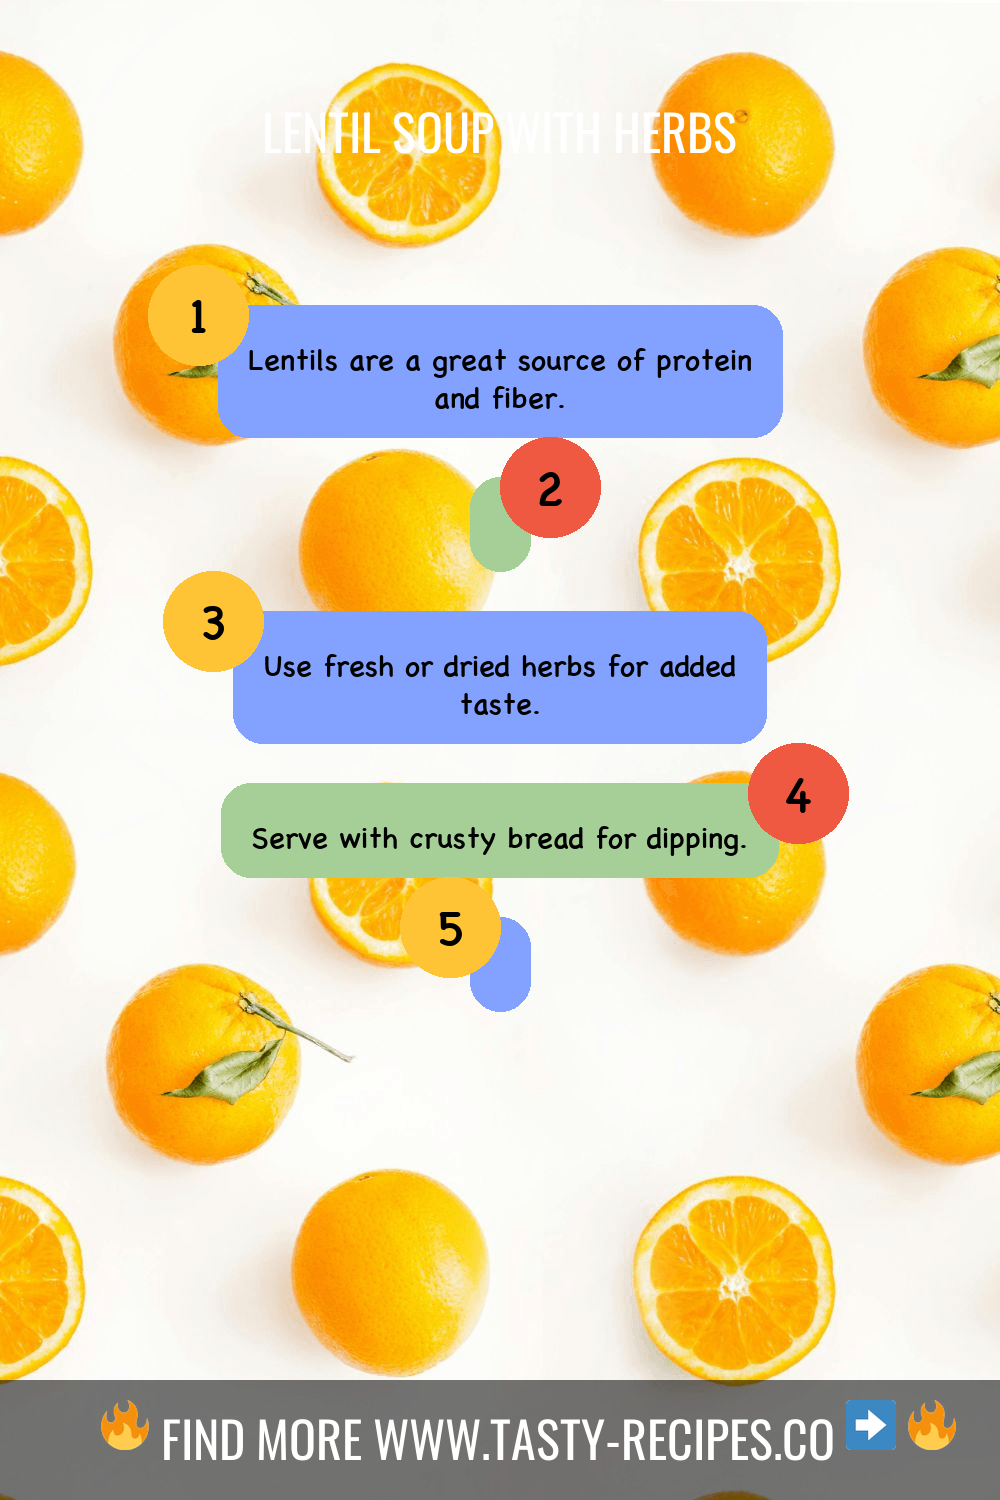 LENTIL SOUP WITH HERBS
1
Lentils are a great source of protein
and fiber.
2
3
Use fresh or dried herbs for added
taste.
4
Serve with crusty bread for dipping.
5
FIND MORE WWW.TASTY-RECIPES.CO